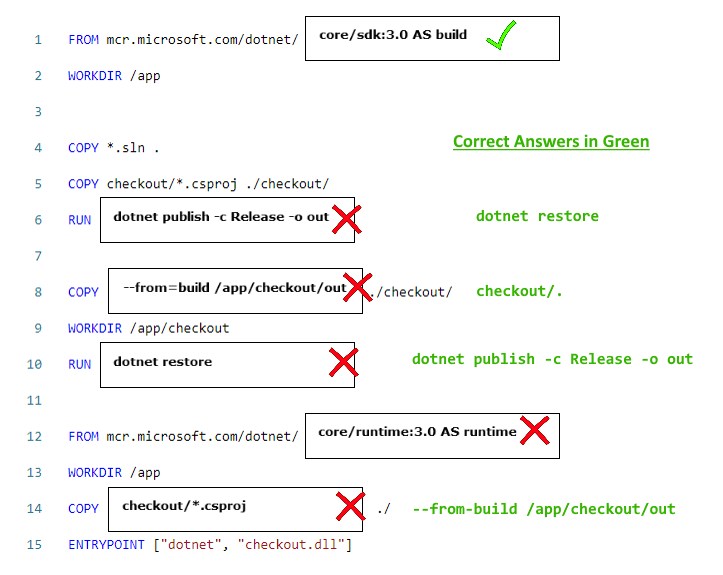 1 FROM mcr.microsoft.com/dotnet/ core/sdk:3.0 AS build
2 WORKDIR /app
3
4 COPY *.sln .
Correct Answers in Green
5 COPY checkout/*.csproj ./checkout/
6 RUN dotnet publish -c Release -o out dotnet restore
7
8 COPY --from=build /app/checkout/out ./checkout/ checkout/.
9 WORKDIR /app/checkout
10 RUN dotnet restore dotnet publish -c Release -o out
11
12 FROM mcr.microsoft.com/dotnet/ core/runtime:3.0 AS runtime
13 WORKDIR /app
14 COPY checkout/*.csproj ./ --from-build /app/checkout/out
15 ENTRYPOINT ["dotnet", "checkout.dll"]